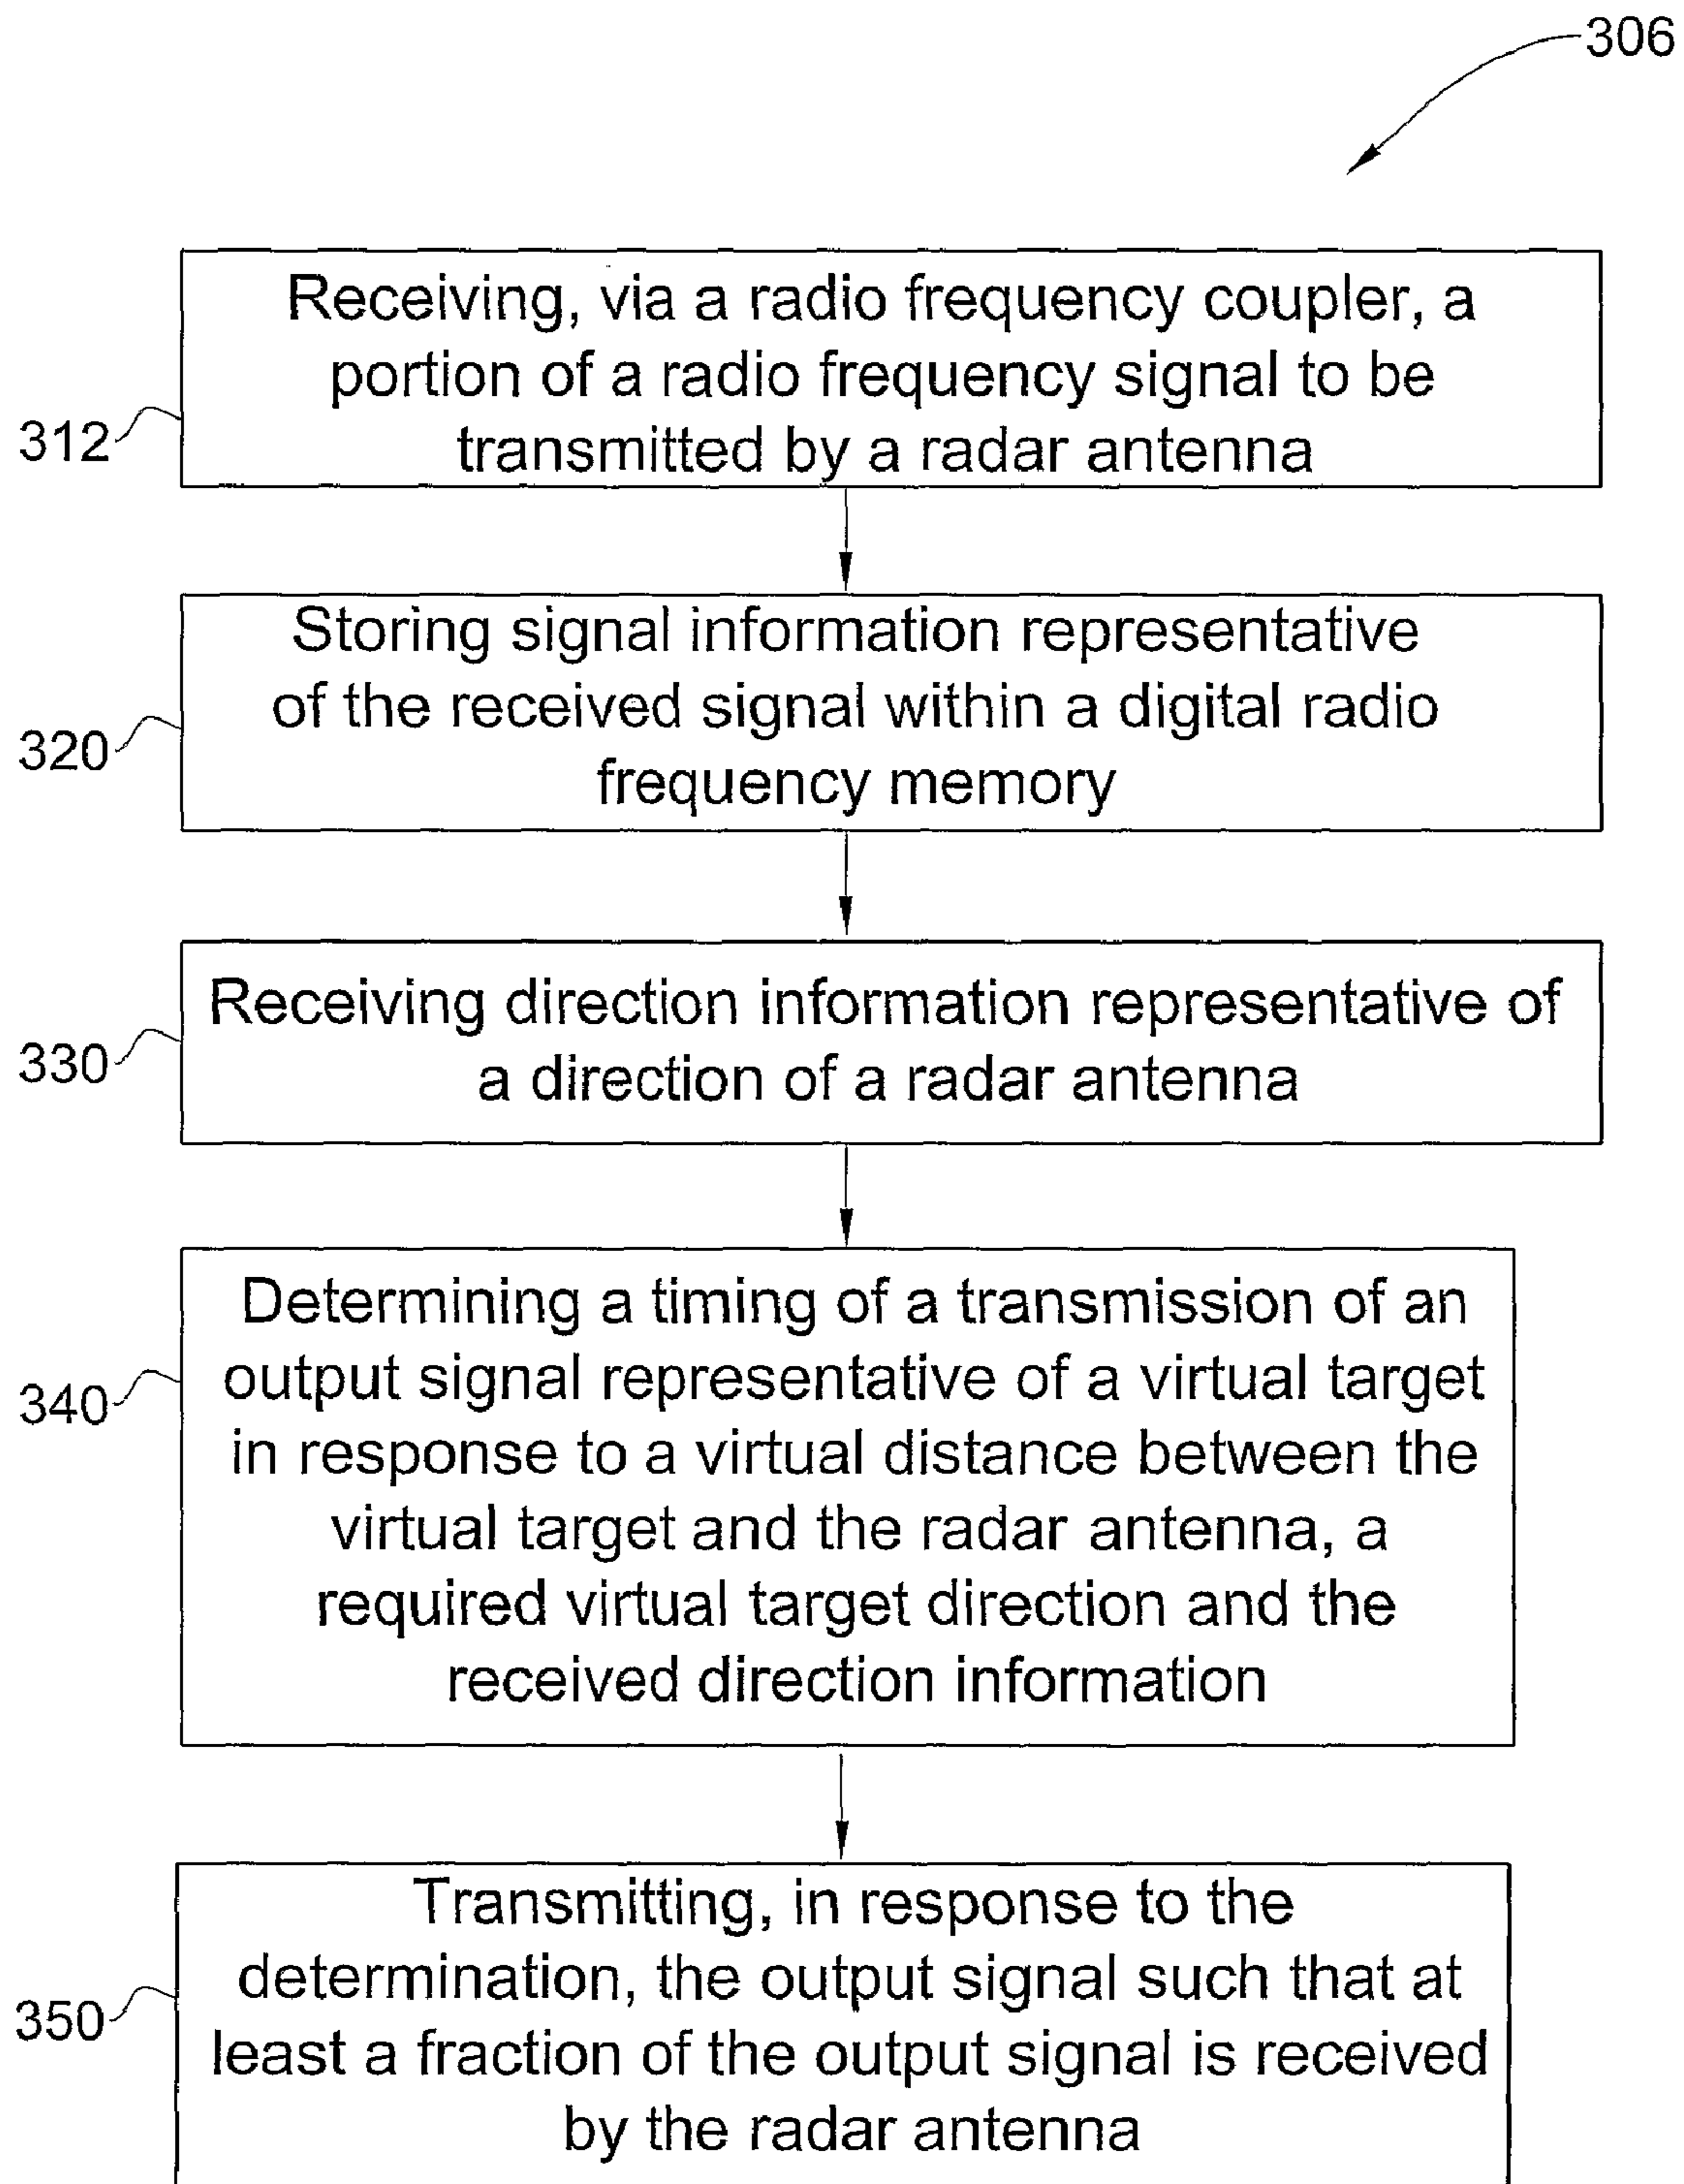 306
Receiving, via a radio frequency coupler, a
portion of a radio frequency signal to be
transmitted by a radar antenna
312
Storing signal information representative
of the received signal within a digital radio
frequency memory
320
Receiving direction information representative of
a direction of a radar antenna
330
Determining a timing of a transmission of an
output signal representative of a virtual target
in response to a virtual distance between the
virtual target and the radar antenna, a
required virtual target direction and the
received direction information
340
Transmitting, in response to the
determination, the output signal such that at
least a fraction of the output signal is received
by the radar antenna
350